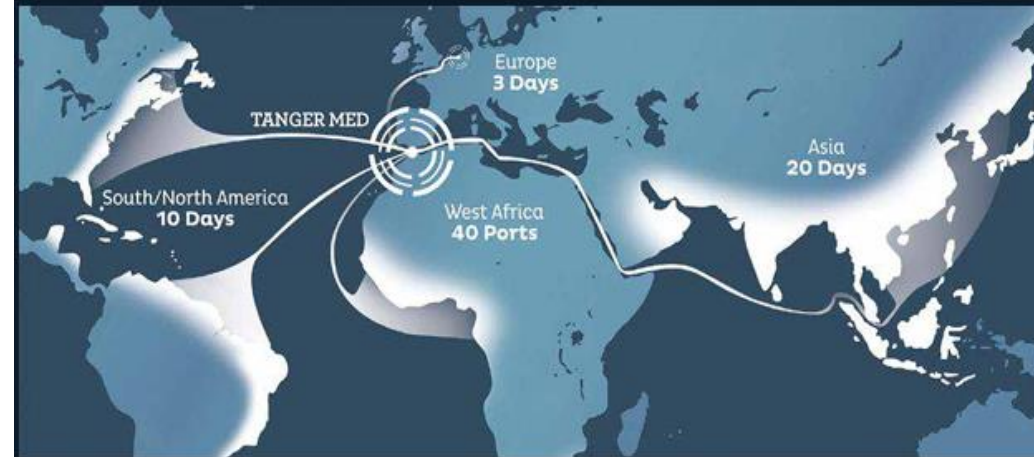 Europe
3 Days
TANGER MED
Asia
20 Days
South/North America
10 Days
West Africa
40 Ports